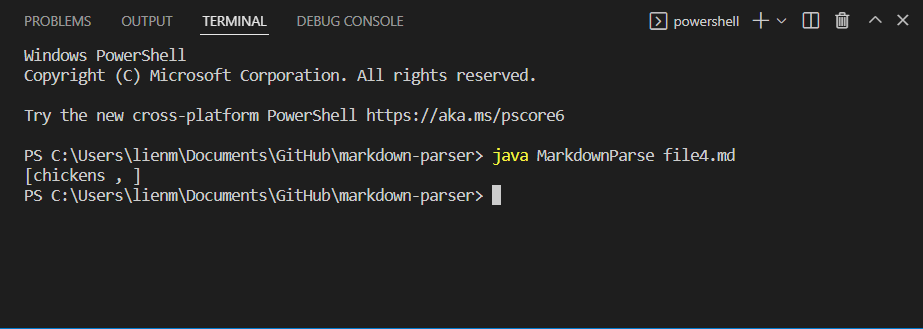 PROBLEMS OUTPUT TERMINAL DEBUG CONSOLE powershell
Windows PowerShell
Copyright (C) Microsoft Corporation. All rights reserved.
Try the new cross-platform PowerShell https://aka.ms/pscore6
PS C:\Users\lienm\Documents\GitHub\markdown-parser> java MarkdownParse file4.md
[chickens , ]
PS C:\Users\lienm\Documents\GitHub\markdown-parser>